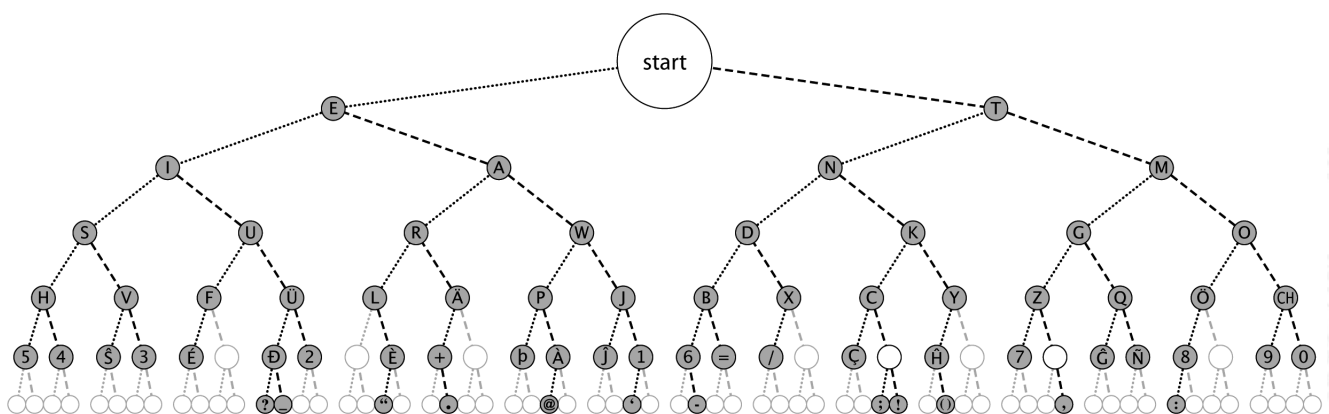 start
E T
I A N M
S U R W D K G O
H V F Ü L Ä P J B X C Y Z Q Ö CH
5 4 Ŝ 3 É Đ 2 È + þ À Ĵ 1 6 = / Ç Ĥ 7 Ĝ Ñ 8 9 0
? _ “ . @ ‘ - ; ! () , :